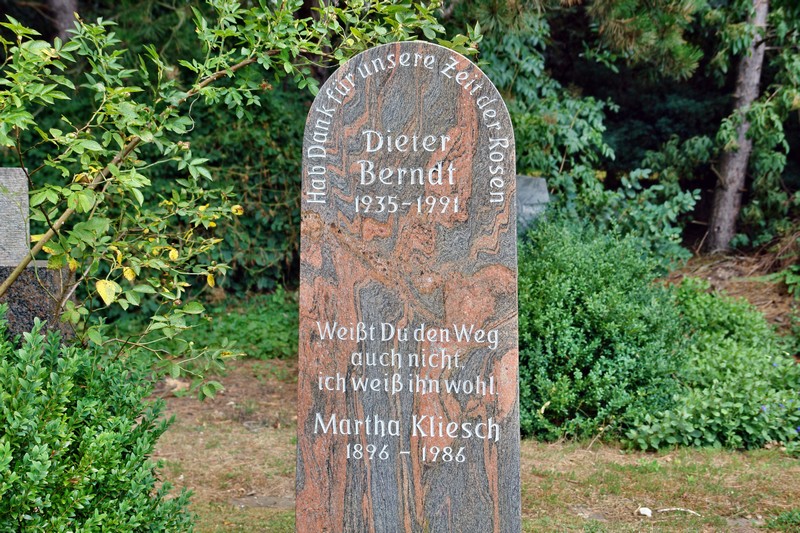 Hab Dank für unsere Zeit der Rosen
Dieter
Berndt
1935-1991
Weißt Du den Weg
auch nicht,
ich weiß ihn wohl.
Martha Kliesch
1896 - 1986